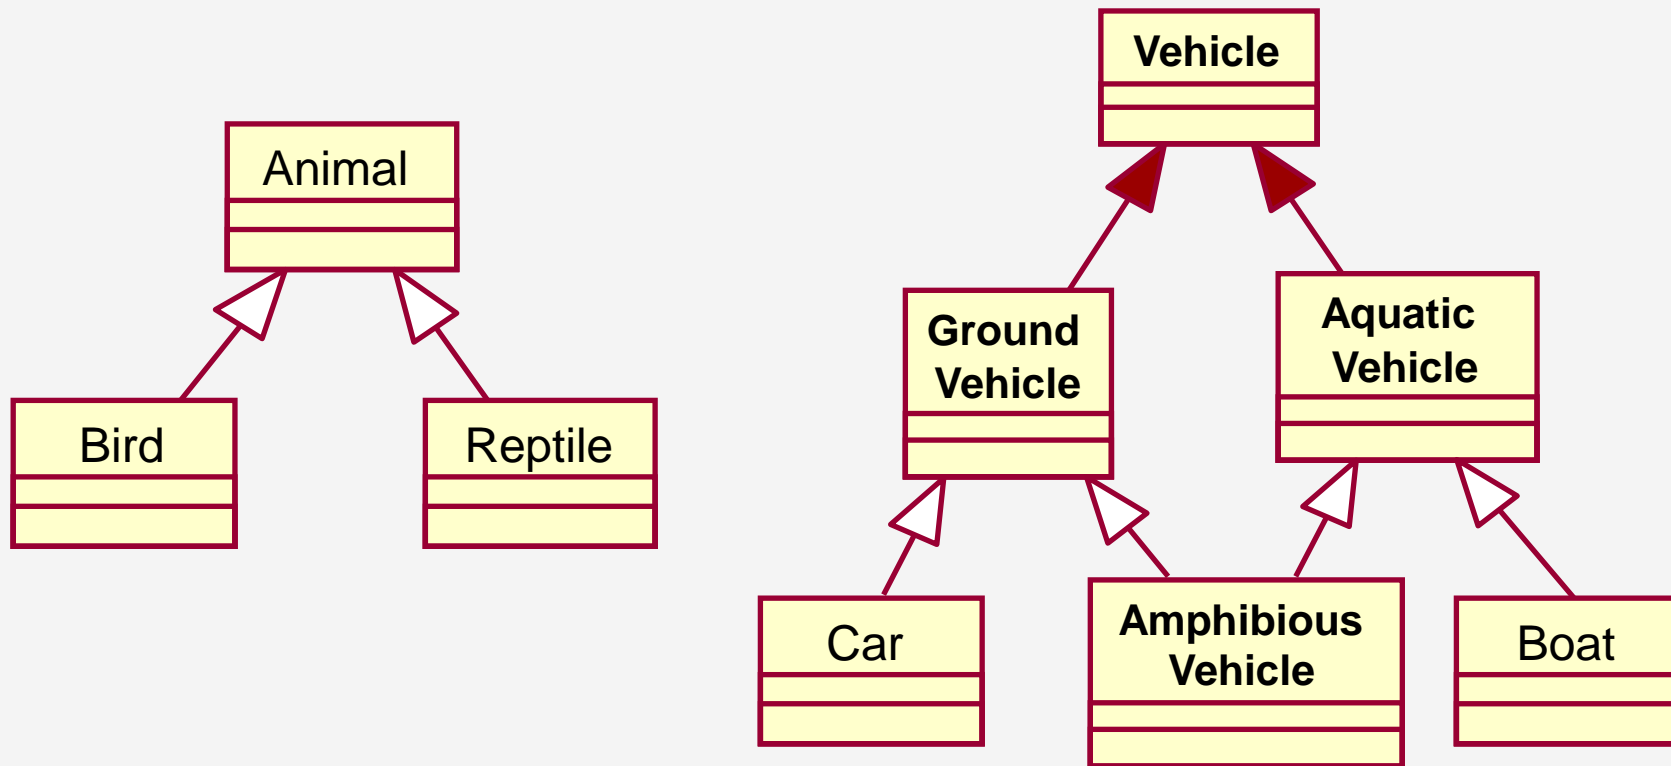 Animal
Bird
Reptile
Vehicle
Ground
Vehicle
Aquatic
Vehicle
Car
Amphibious
Vehicle
Boat